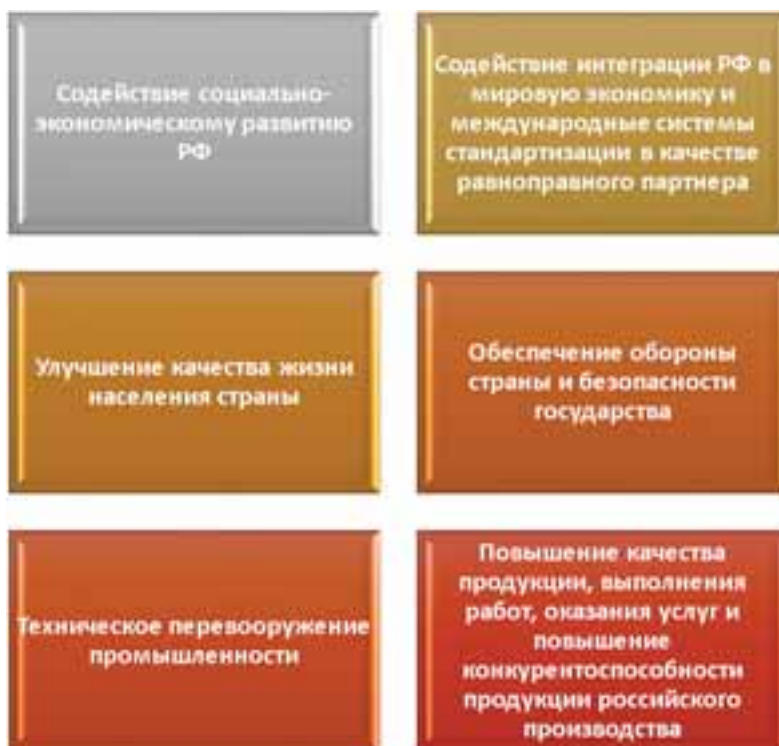 Содействие социально-
экономическому развитию
РФ
Содействие интеграции РФ в
мировую экономику и
международные системы
стандартизации в качестве
равноправного партнера
Улучшение качества жизни
населения страны
Обеспечение обороны
страны и безопасности
государства
Техническое перевооружение
промышленности
Повышение качества
продукции, выполнения
работ, оказания услуг и
повышение
конкурентоспособности
продукции российского
производства